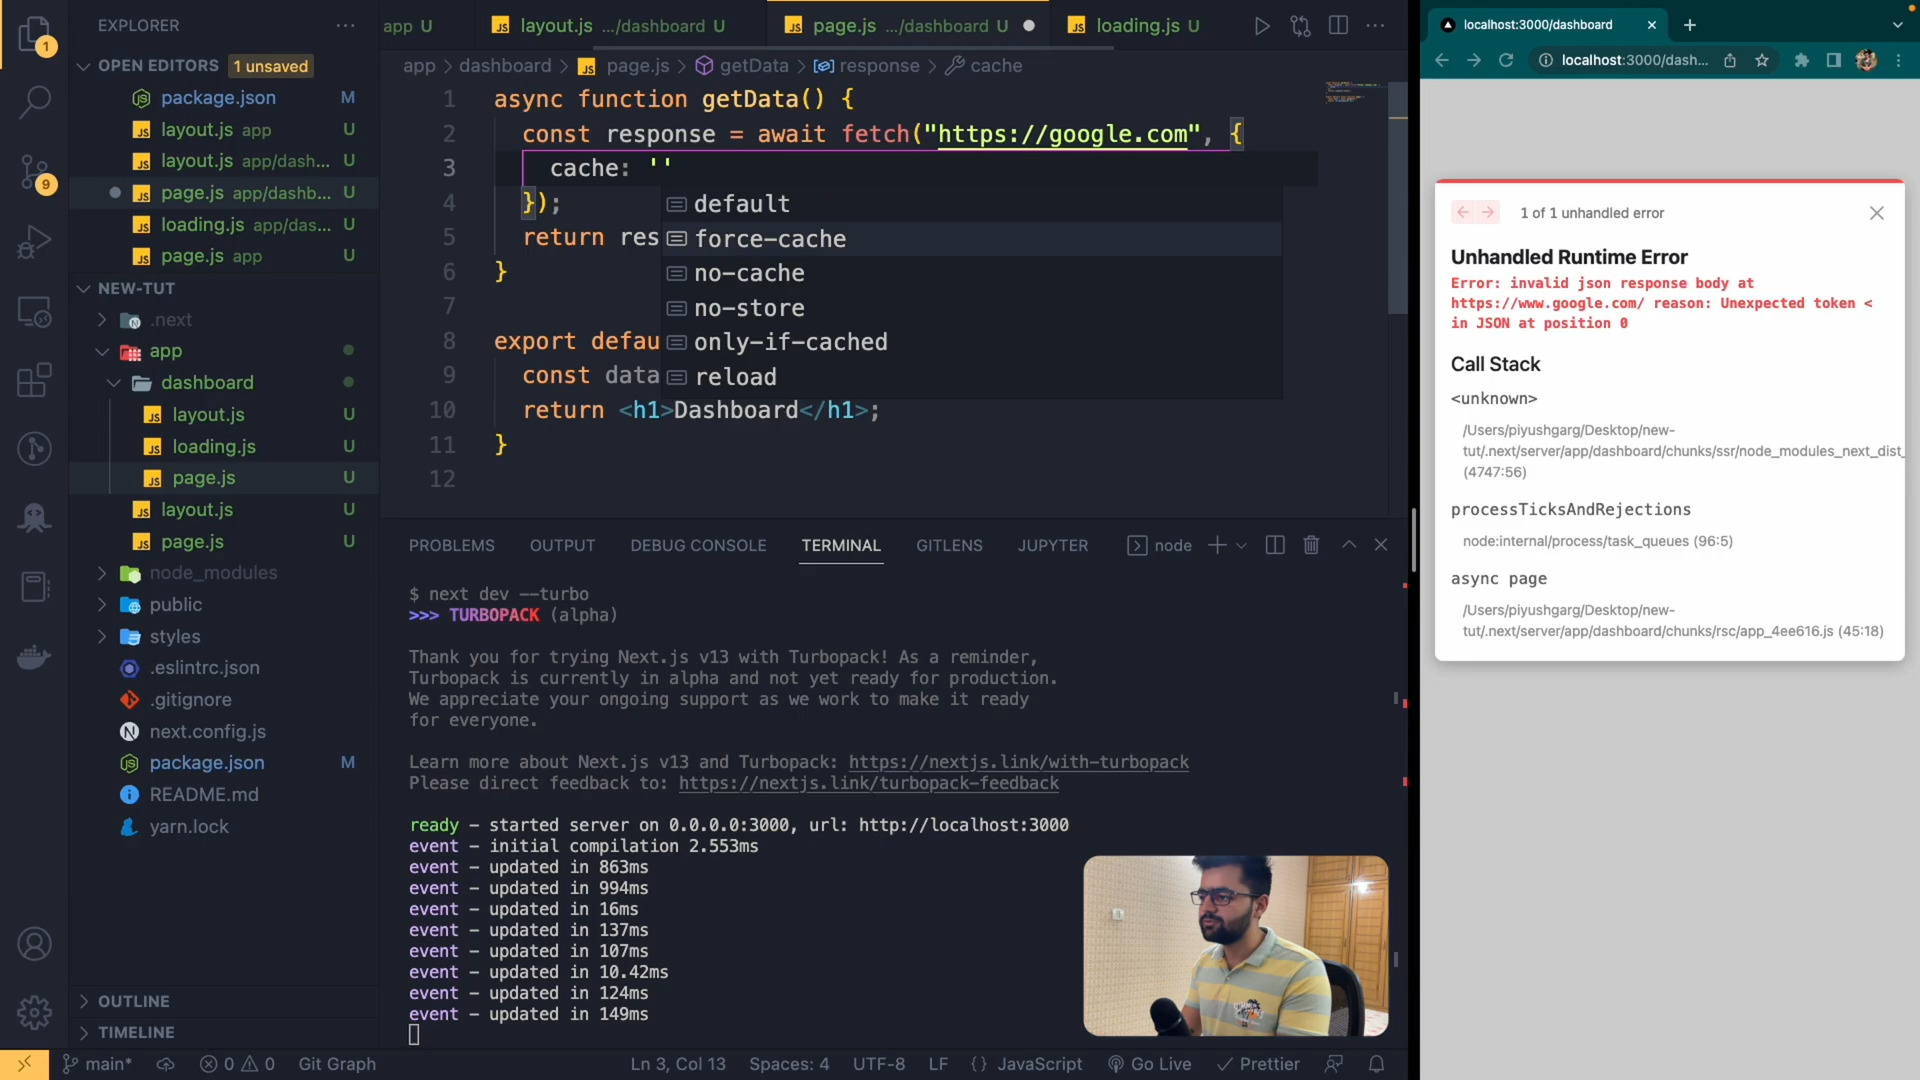 EXPLORER
OPEN EDITORS 1 unsaved
package.json M
layout.js app U
layout.js app/dash... U
page.js app/dashb... U
loading.js app/das... U
page.js app U
NEW-TUT
.next
app
dashboard
layout.js U
loading.js U
page.js U
layout.js U
page.js U
node_modules
public
styles
.eslintrc.json
.gitignore
next.config.js
package.json M
README.md
yarn.lock
OUTLINE
TIMELINE
1
9
app U
layout.js .../dashboard U
page.js .../dashboard U
loading.js U
app > dashboard > page.js > getData > response > cache
1 async function getData() {
2 const response = await fetch("https://google.com", {
3 cache: ''
4 });
5 return res
6 }
7
8 export defau
9 const data
10 return <h1>Dashboard</h1>;
11 }
12
default
force-cache
no-cache
no-store
only-if-cached
reload
PROBLEMS OUTPUT DEBUG CONSOLE TERMINAL GITLENS JUPYTER node
$ next dev --turbo
>>> TURBOPACK (alpha)
Thank you for trying Next.js v13 with Turbopack! As a reminder,
Turbopack is currently in alpha and not yet ready for production.
We appreciate your ongoing support as we work to make it ready
for everyone.
Learn more about Next.js v13 and Turbopack: https://nextjs.link/with-turbopack
Please direct feedback to: https://nextjs.link/turbopack-feedback
ready - started server on 0.0.0.0:3000, url: http://localhost:3000
event - initial compilation 2.553ms
event - updated in 863ms
event - updated in 994ms
event - updated in 16ms
event - updated in 137ms
event - updated in 107ms
event - updated in 10.42ms
event - updated in 124ms
event - updated in 149ms
main* 0 0 Git Graph Ln 3, Col 13 Spaces: 4 UTF-8 LF {} JavaScript Go Live Prettier
localhost:3000/dashboard
localhost:3000/dash...
1 of 1 unhandled error
Unhandled Runtime Error
Error: invalid json response body at
https://www.google.com/ reason: Unexpected token <
in JSON at position 0
Call Stack
<unknown>
/Users/piyushgarg/Desktop/new-
tut/.next/server/app/dashboard/chunks/ssr/node_modules_next_dist_
(4747:56)
processTicksAndRejections
node:internal/process/task_queues (96:5)
async page
/Users/piyushgarg/Desktop/new-
tut/.next/server/app/dashboard/chunks/rsc/app_4ee616.js (45:18)